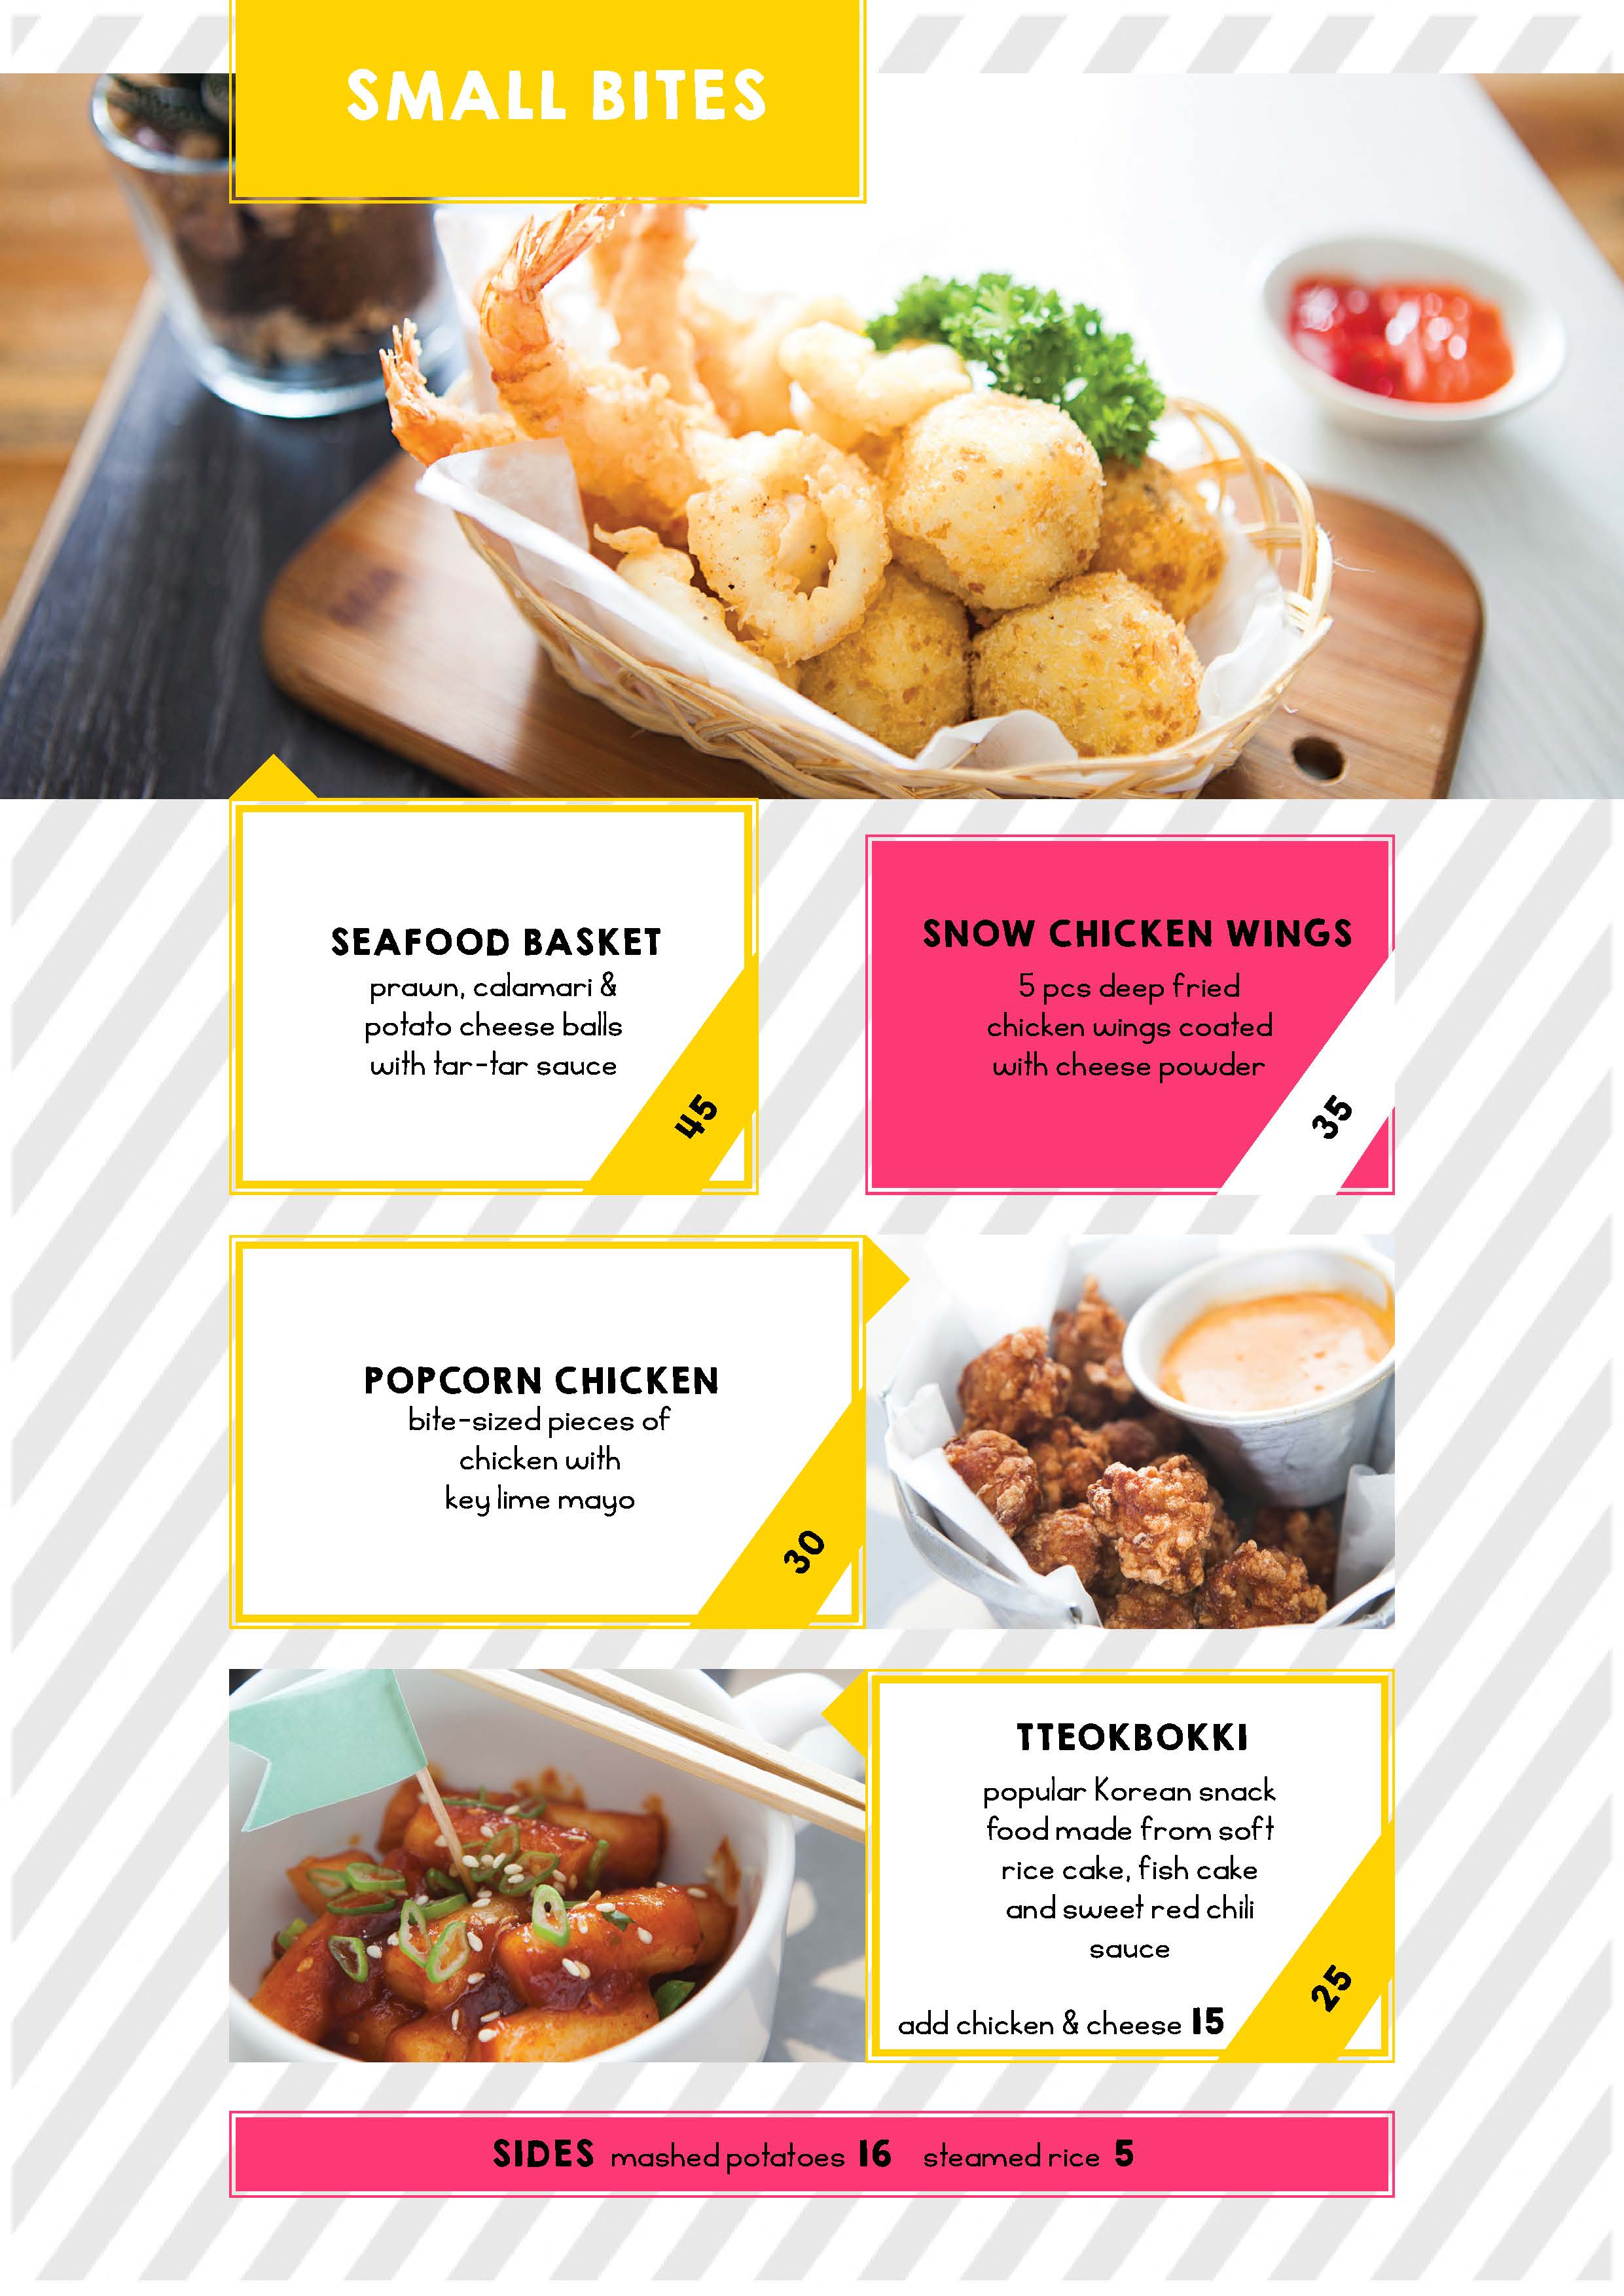 SMALL BITES
SEAFOOD BASKET
prawn, calamari &
potato cheese balls
with tar-tar sauce
45
SNOW CHICKEN WINGS
5 pcs deep fried
chicken wings coated
with cheese powder
35
POPCORN CHICKEN
bite-sized pieces of
chicken with
key lime mayo
30
TTEOKBOKKI
popular Korean snack
food made from soft
rice cake, fish cake
and sweet red chili
sauce
add chicken & cheese 15
25
SIDES mashed potatoes 16 steamed rice 5